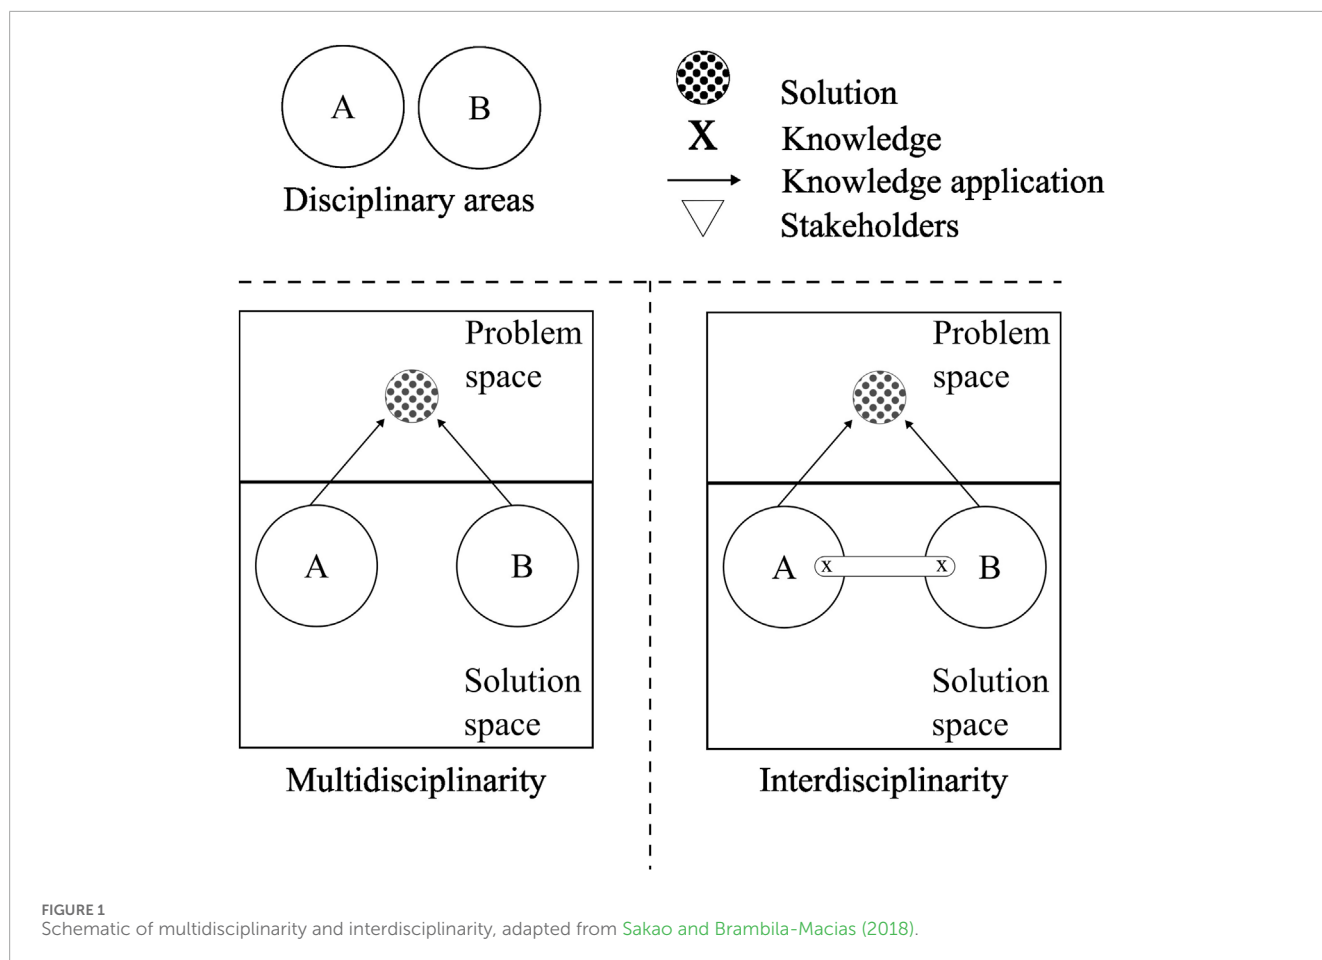 A
B
Disciplinary areas
Solution
X
Knowledge
Knowledge application
Stakeholders
Problem
space
A
B
Solution
space
Multidisciplinarity
Problem
space
A
x
x
B
Solution
space
Interdisciplinarity
FIGURE 1
Schematic of multidisciplinarity and interdisciplinarity, adapted from Sakao and Brambila-Macias (2018).